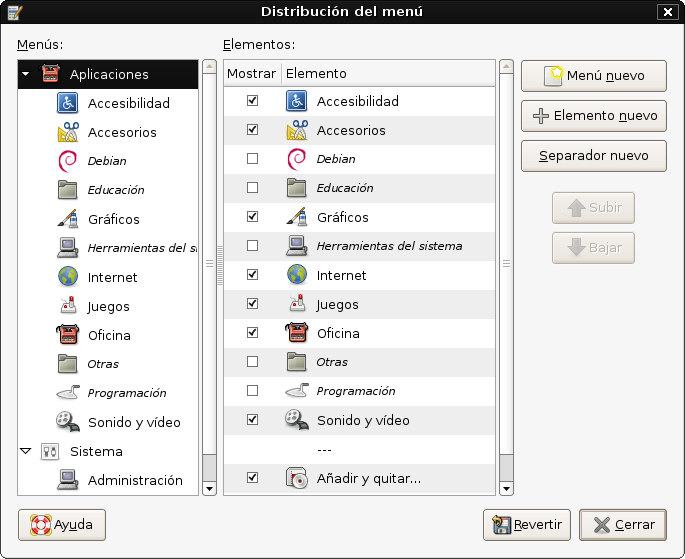 Distribución del menú
Menús:
Aplicaciones
Accesibilidad
Accesorios
Debian
Educación
Gráficos
Herramientas del si
Internet
Juegos
Oficina
Otras
Programación
Sonido y vídeo
Sistema
Administración
Elementos:
Mostrar Elemento
Accesibilidad
Accesorios
Debian
Educación
Gráficos
Herramientas del sistema
Internet
Juegos
Oficina
Otras
Programación
Sonido y vídeo
---
Añadir y quitar...
Menú nuevo
Elemento nuevo
Separador nuevo
Subir
Bajar
Ayuda
Revertir
Cerrar